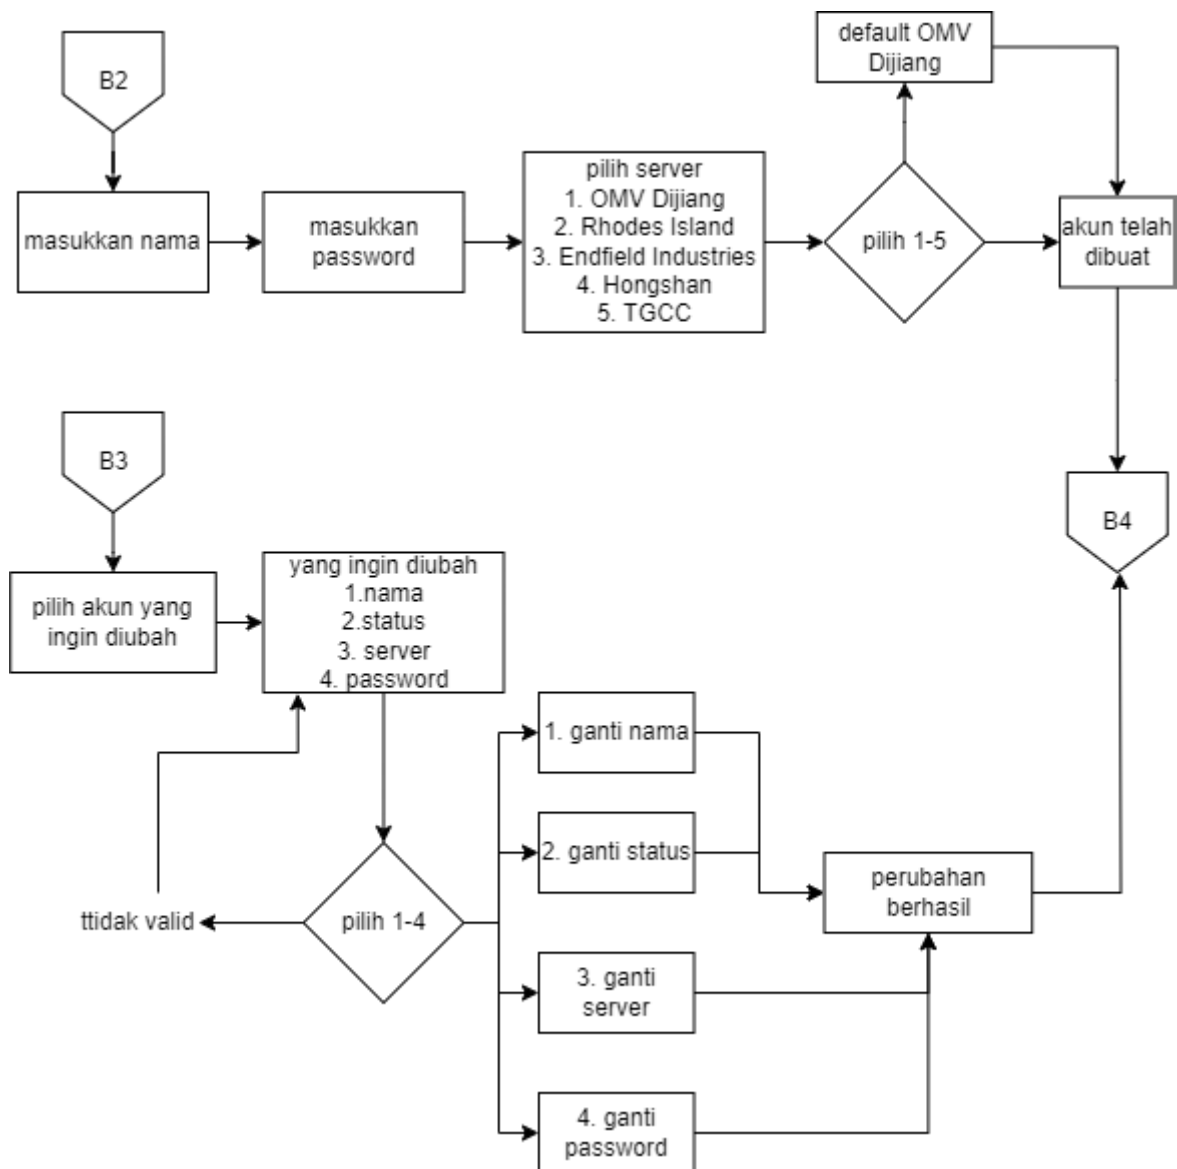 B2
masukkan nama
masukkan
password
pilih server
1. OMV Dijiang
2. Rhodes Island
3. Endfield Industries
4. Hongshan
5. TGCC
pilih 1-5
default OMV
Dijiang
akun telah
dibuat
B3
B4
pilih akun yang
ingin diubah
yang ingin diubah
1.nama
2.status
3. server
4. password
ttidak valid
pilih 1-4
1. ganti nama
2. ganti status
3. ganti
server
4. ganti
password
perubahan
berhasil